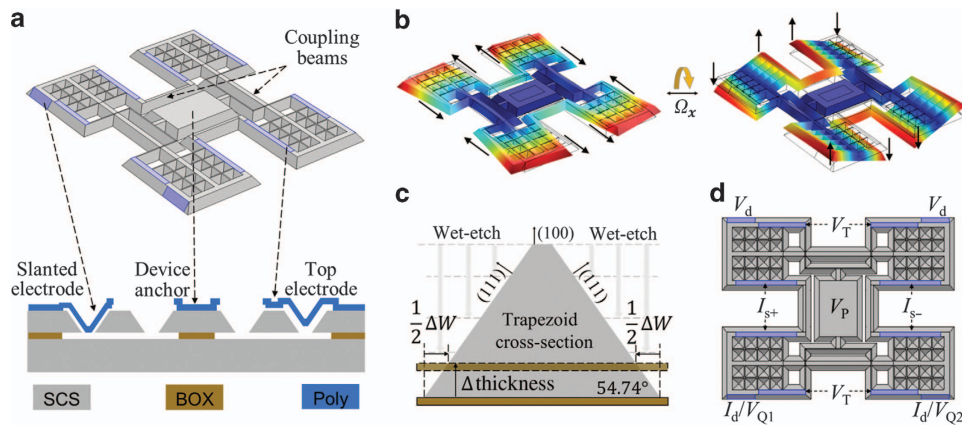 a
Coupling
beams
Slanted
electrode
Device
anchor
Top
electrode
SCS
BOX
Poly
b
Ωx
c
Wet-etch
(100)
Wet-etch
(111)
(111)
1/2 ΔW
Trapezoid
cross-section
1/2 ΔW
Δ thickness
54.74°
d
Vd
VT
Vd
Is+
VP
Is-
VT
Id/VQ1
Id/VQ2